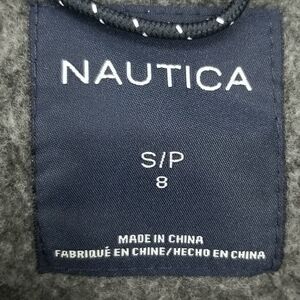 NAUTICA
S/P
8
MADE IN CHINA
FABRIQUÉ EN CHINE/HECHO EN CHINA